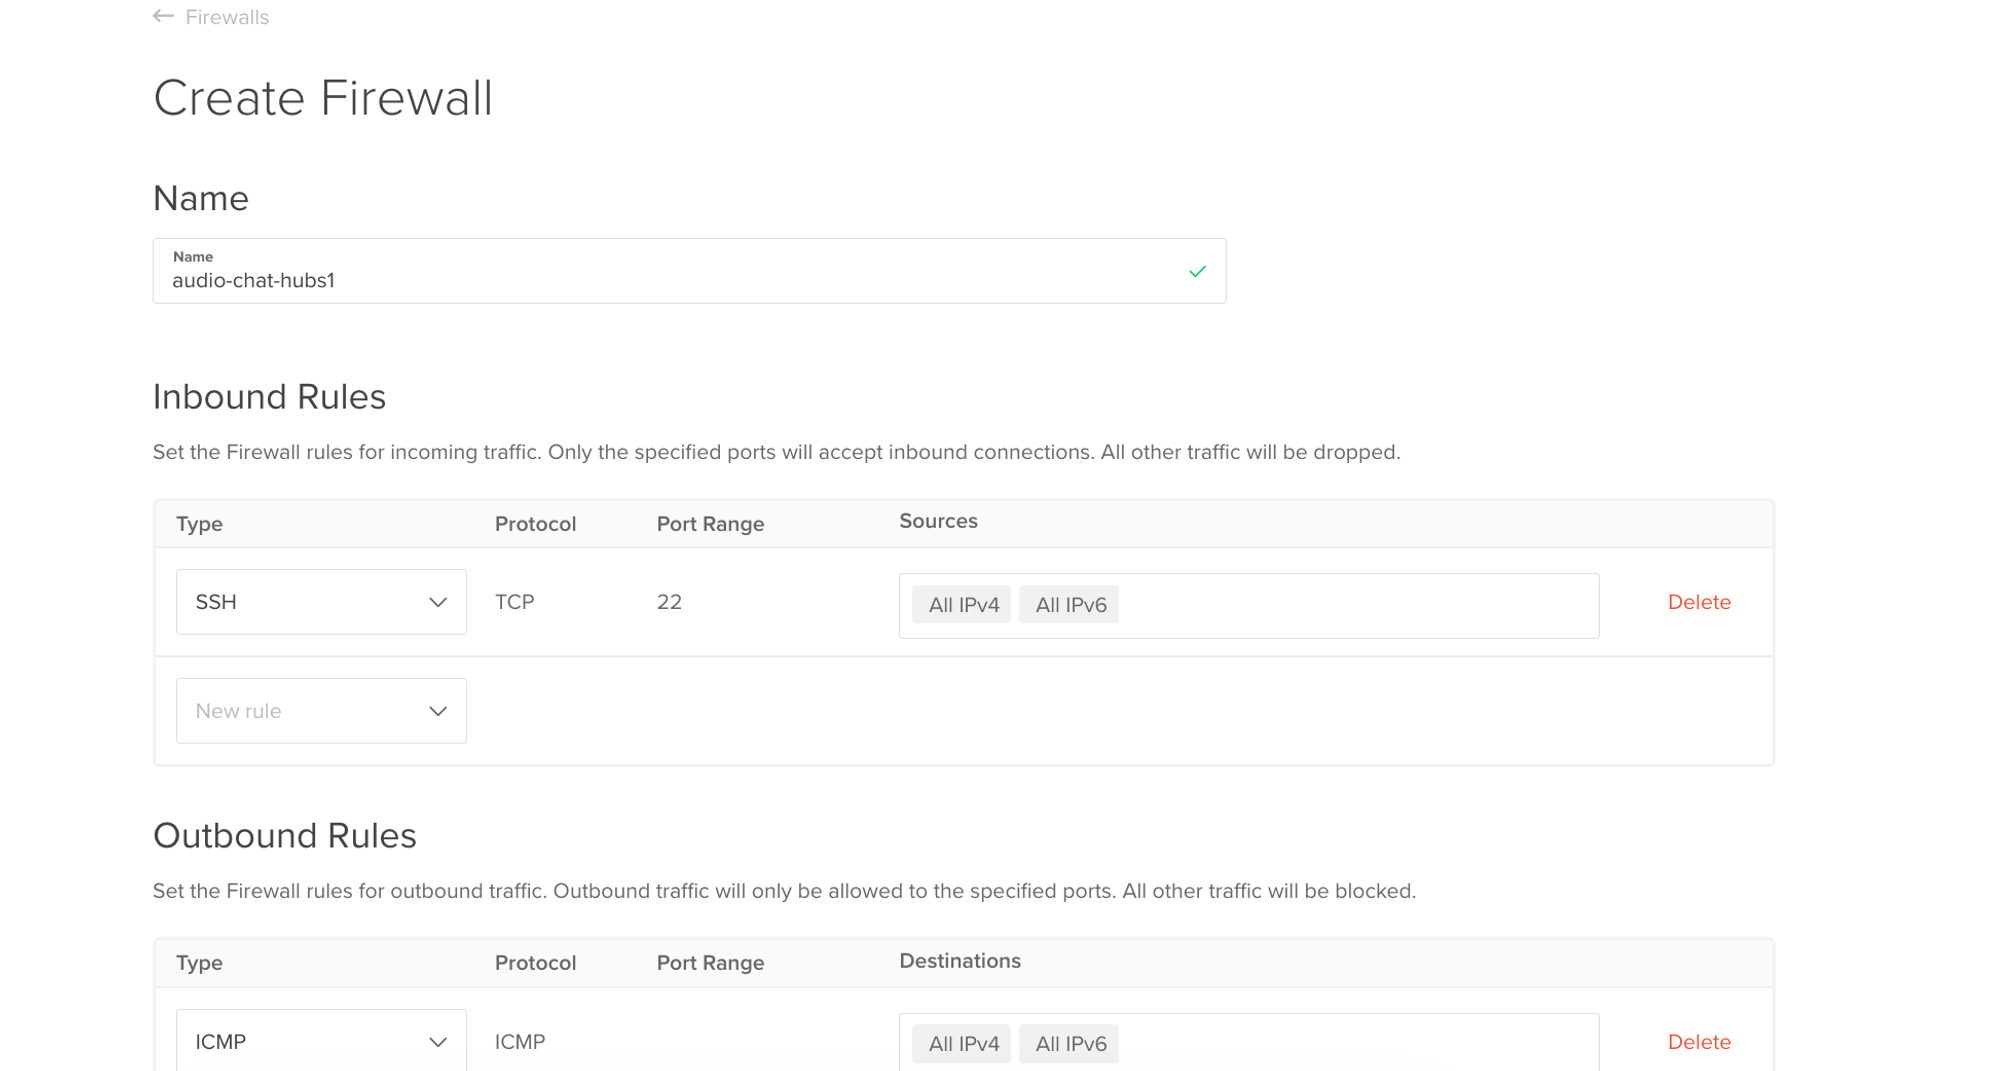 ← Firewalls
Create Firewall
Name
Name
audio-chat-hubs1
Inbound Rules
Set the Firewall rules for incoming traffic. Only the specified ports will accept inbound connections. All other traffic will be dropped.
Type Protocol Port Range Sources
SSH TCP 22 All IPv4 All IPv6 Delete
New rule
Outbound Rules
Set the Firewall rules for outbound traffic. Outbound traffic will only be allowed to the specified ports. All other traffic will be blocked.
Type Protocol Port Range Destinations
ICMP ICMP All IPv4 All IPv6 Delete